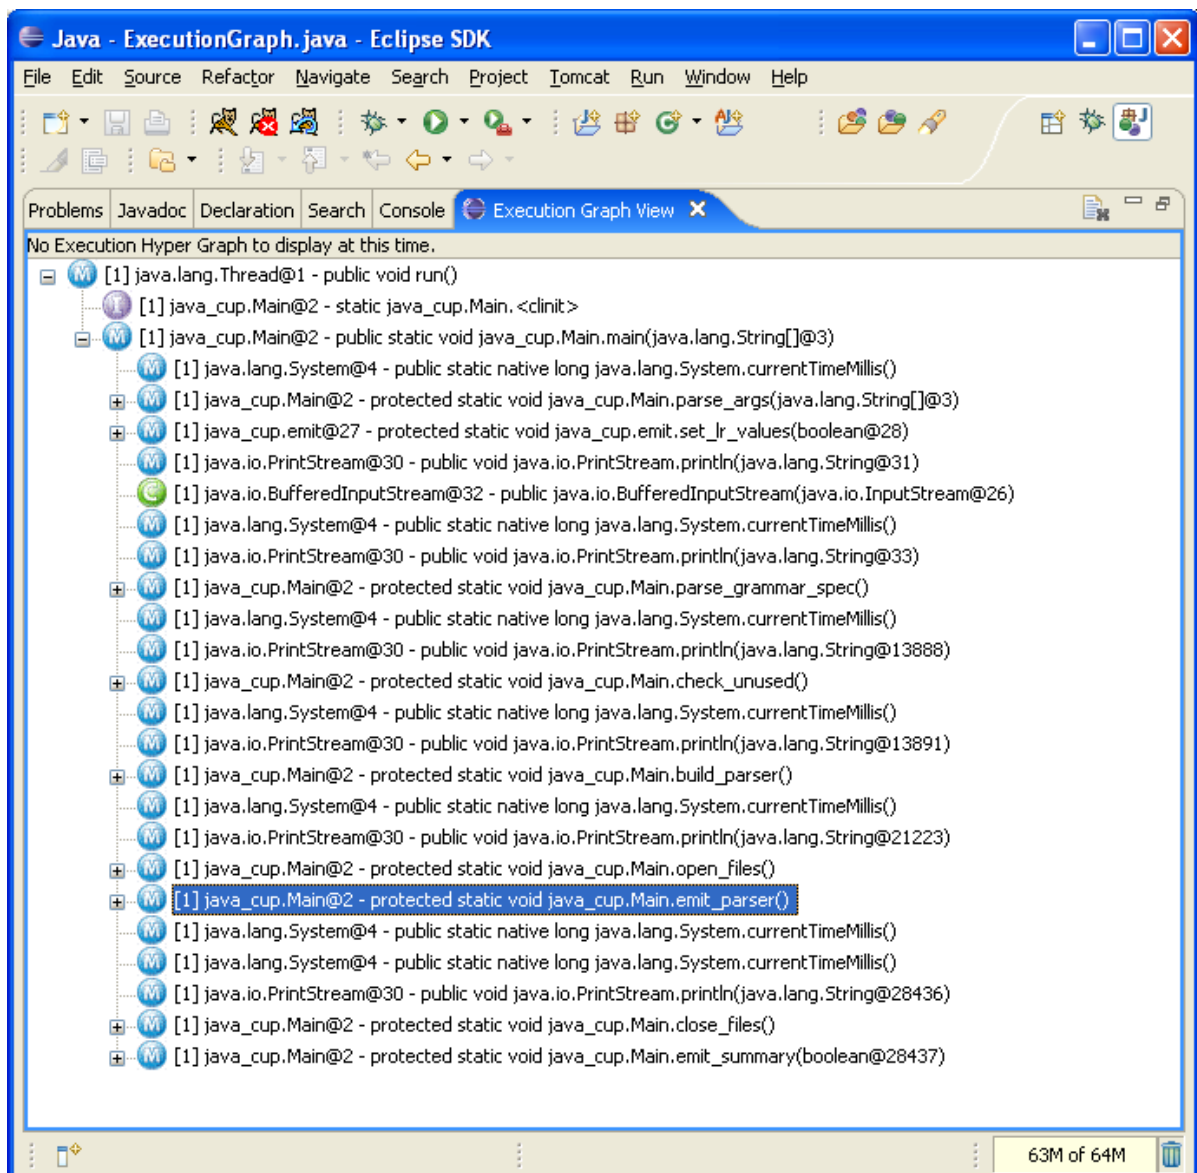 Java - ExecutionGraph.java - Eclipse SDK
File Edit Source Refactor Navigate Search Project Tomcat Run Window Help
Problems Javadoc Declaration Search Console Execution Graph View
No Execution Hyper Graph to display at this time.
[1] java.lang.Thread@1 - public void run()
[1] java_cup.Main@2 - static java_cup.Main.<clinit>
[1] java_cup.Main@2 - public static void java_cup.Main.main(java.lang.String[]@3)
[1] java.lang.System@4 - public static native long java.lang.System.currentTimeMillis()
[1] java_cup.Main@2 - protected static void java_cup.Main.parse_args(java.lang.String[]@3)
[1] java_cup.emit@27 - protected static void java_cup.emit.set_lr_values(boolean@28)
[1] java.io.PrintStream@30 - public void java.io.PrintStream.println(java.lang.String@31)
[1] java.io.BufferedInputStream@32 - public java.io.BufferedInputStream(java.io.InputStream@26)
[1] java.lang.System@4 - public static native long java.lang.System.currentTimeMillis()
[1] java.io.PrintStream@30 - public void java.io.PrintStream.println(java.lang.String@33)
[1] java_cup.Main@2 - protected static void java_cup.Main.parse_grammar_spec()
[1] java.lang.System@4 - public static native long java.lang.System.currentTimeMillis()
[1] java.io.PrintStream@30 - public void java.io.PrintStream.println(java.lang.String@13888)
[1] java_cup.Main@2 - protected static void java_cup.Main.check_unused()
[1] java.lang.System@4 - public static native long java.lang.System.currentTimeMillis()
[1] java.io.PrintStream@30 - public void java.io.PrintStream.println(java.lang.String@13891)
[1] java_cup.Main@2 - protected static void java_cup.Main.build_parser()
[1] java.lang.System@4 - public static native long java.lang.System.currentTimeMillis()
[1] java.io.PrintStream@30 - public void java.io.PrintStream.println(java.lang.String@21223)
[1] java_cup.Main@2 - protected static void java_cup.Main.open_files()
[1] java_cup.Main@2 - protected static void java_cup.Main.emit_parser()
[1] java.lang.System@4 - public static native long java.lang.System.currentTimeMillis()
[1] java.lang.System@4 - public static native long java.lang.System.currentTimeMillis()
[1] java.io.PrintStream@30 - public void java.io.PrintStream.println(java.lang.String@28436)
[1] java_cup.Main@2 - protected static void java_cup.Main.close_files()
[1] java_cup.Main@2 - protected static void java_cup.Main.emit_summary(boolean@28437)
63M of 64M